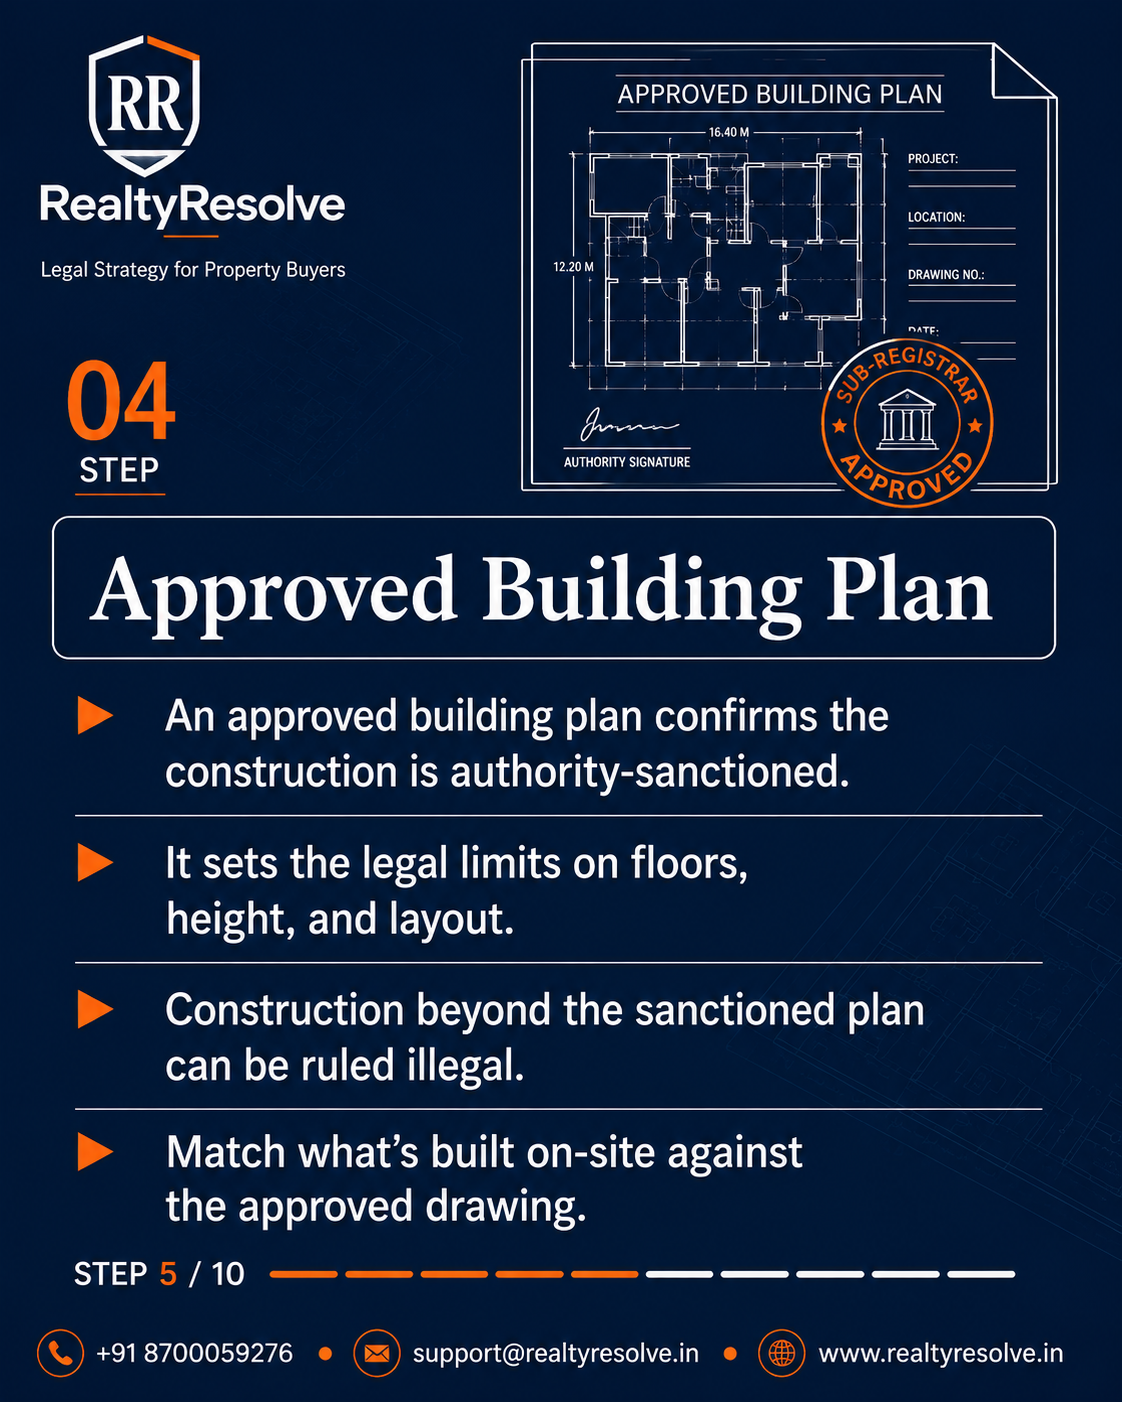 RR
RealtyResolve
Legal Strategy for Property Buyers
APPROVED BUILDING PLAN
16.40 M
12.20 M
PROJECT:
LOCATION:
DRAWING NO.:
DATE:
AUTHORITY SIGNATURE
SUB-REGISTRAR
APPROVED
04
STEP
Approved Building Plan
An approved building plan confirms the
construction is authority-sanctioned.
It sets the legal limits on floors,
height, and layout.
Construction beyond the sanctioned plan
can be ruled illegal.
Match what’s built on-site against
the approved drawing.
STEP 5 / 10
+91 8700059276 • support@realtyresolve.in • www.realtyresolve.in